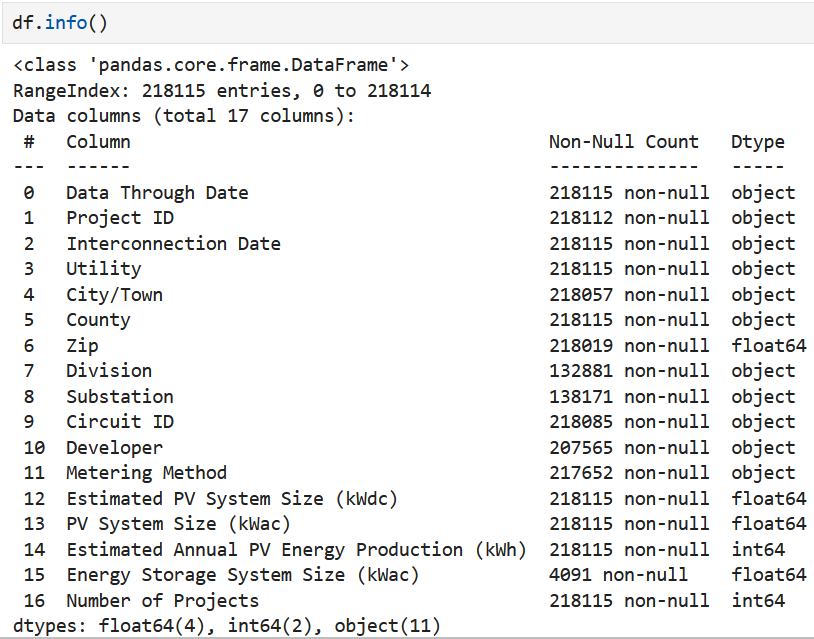 df.info()
<class 'pandas.core.frame.DataFrame'>
RangeIndex: 218115 entries, 0 to 218114
Data columns (total 17 columns):
 #   Column                                     Non-Null Count   Dtype
---  ------                                     --------------   -----
 0   Data Through Date                          218115 non-null  object
 1   Project ID                                 218112 non-null  object
 2   Interconnection Date                       218115 non-null  object
 3   Utility                                    218115 non-null  object
 4   City/Town                                  218057 non-null  object
 5   County                                     218115 non-null  object
 6   Zip                                        218019 non-null  float64
 7   Division                                   132881 non-null  object
 8   Substation                                 138171 non-null  object
 9   Circuit ID                                 218085 non-null  object
 10  Developer                                  207565 non-null  object
 11  Metering Method                            217652 non-null  object
 12  Estimated PV System Size (kWdc)            218115 non-null  float64
 13  PV System Size (kWac)                      218115 non-null  float64
 14  Estimated Annual PV Energy Production (kWh)  218115 non-null  int64
 15  Energy Storage System Size (kWac)          4091 non-null    float64
 16  Number of Projects                         218115 non-null  int64
dtypes: float64(4), int64(2), object(11)